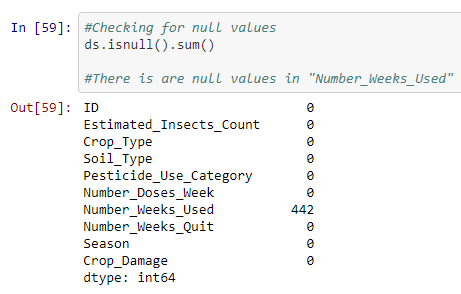 In [59]: #Checking for null values
ds.isnull().sum()
#There is are null values in "Number_Weeks_Used"
Out[59]: ID 0
Estimated_Insects_Count 0
Crop_Type 0
Soil_Type 0
Pesticide_Use_Category 0
Number_Doses_Week 0
Number_Weeks_Used 442
Number_Weeks_Quit 0
Season 0
Crop_Damage 0
dtype: int64